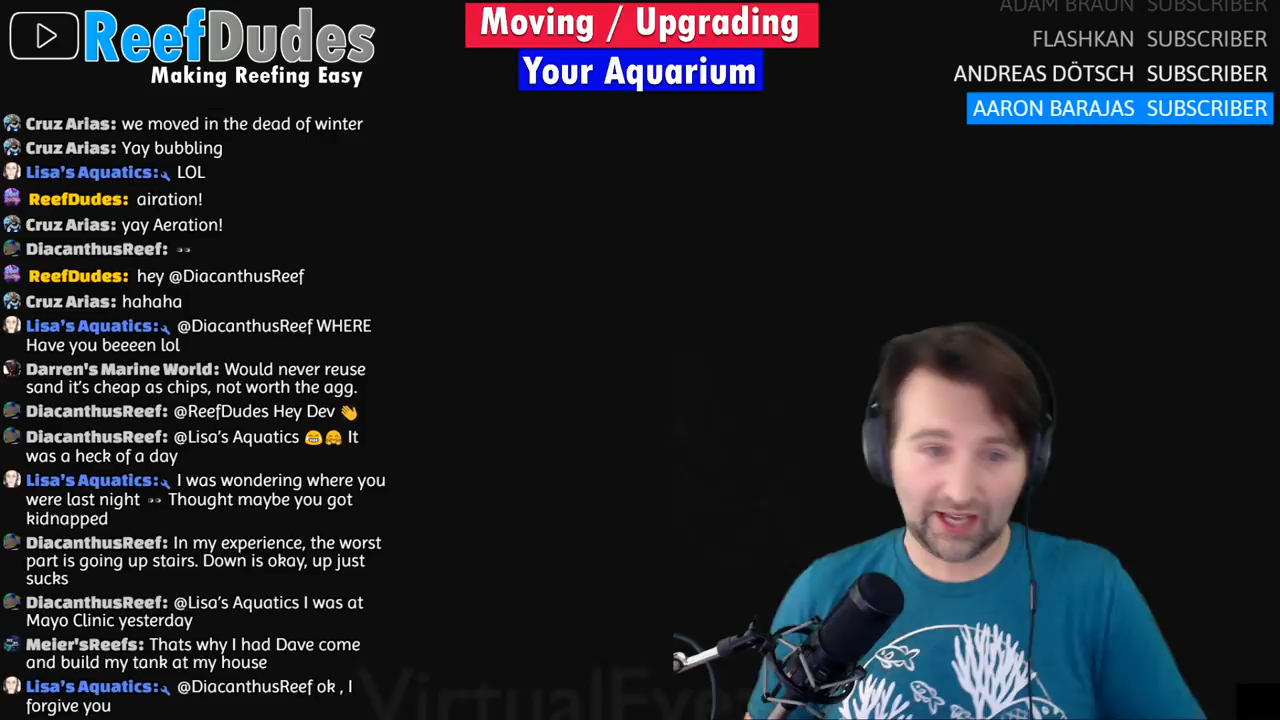 ReefDudes
Making Reefing Easy
Moving / Upgrading
Your Aquarium
ADAM BRAUN SUBSCRIBER
FLASHKAN SUBSCRIBER
ANDREAS DÖTSCH SUBSCRIBER
AARON BARAJAS SUBSCRIBER
Cruz Arias: we moved in the dead of winter
Cruz Arias: Yay bubbling
Lisa's Aquatics: LOL
ReefDudes: airation!
Cruz Arias: yay Aeration!
DiacanthusReef: 👀
ReefDudes: hey @DiacanthusReef
Cruz Arias: hahaha
Lisa's Aquatics: @DiacanthusReef WHERE
Have you beeeen lol
Darren's Marine World: Would never reuse
sand it's cheap as chips, not worth the agg.
DiacanthusReef: @ReefDudes Hey Dev 👋
DiacanthusReef: @Lisa's Aquatics 😁🤗 It
was a heck of a day
Lisa's Aquatics: I was wondering where you
were last night 👀 Thought maybe you got
kidnapped
DiacanthusReef: In my experience, the worst
part is going up stairs. Down is okay, up just
sucks
DiacanthusReef: @Lisa's Aquatics I was at
Mayo Clinic yesterday
Meier'sReefs: Thats why I had Dave come
and build my tank at my house
Lisa's Aquatics: @DiacanthusReef ok , I
forgive you